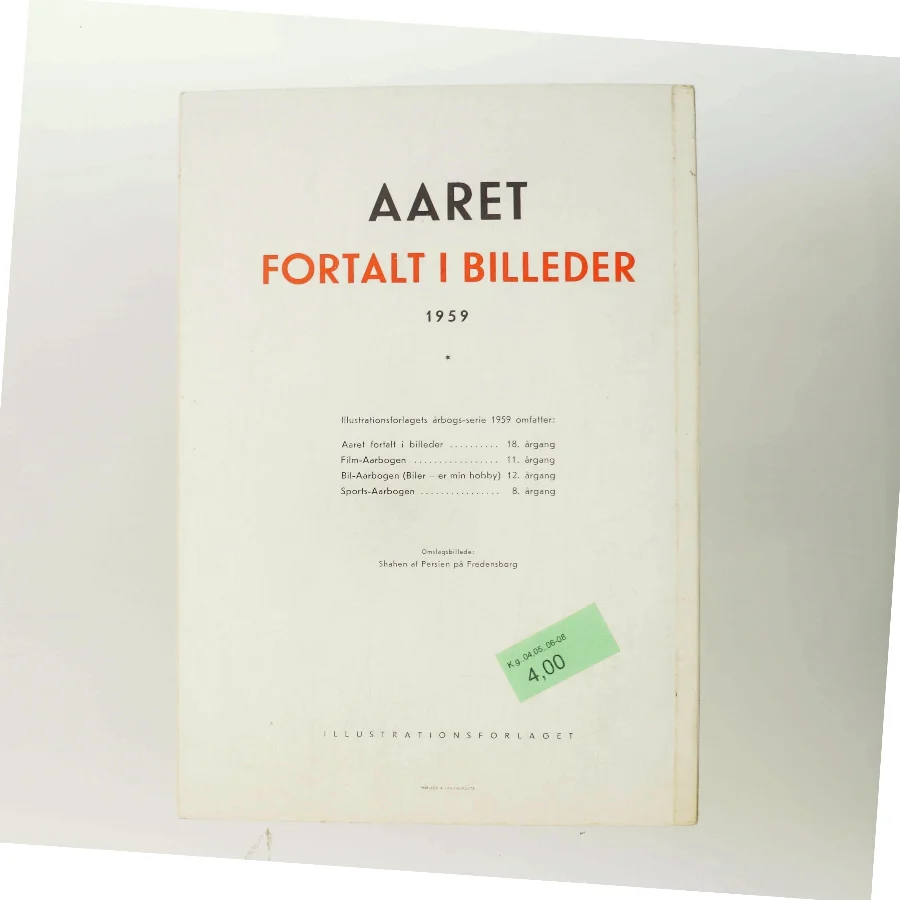 AARET
FORTALT I BILLEDER
1959
*
Illustrationsforlagets årbogs-serie 1959 omfatter:
Aaret fortalt i billeder .......... 18. årgang
Film-Aarbogen ................. 11. årgang
Bil-Aarbogen (Biler – er min hobby) 12. årgang
Sports-Aarbogen ................ 8. årgang
Omslagsbillede:
Shahen af Persien på Fredensborg
K.g..04,05,.06-08
4,00
ILLUSTRATIONSFORLAGET